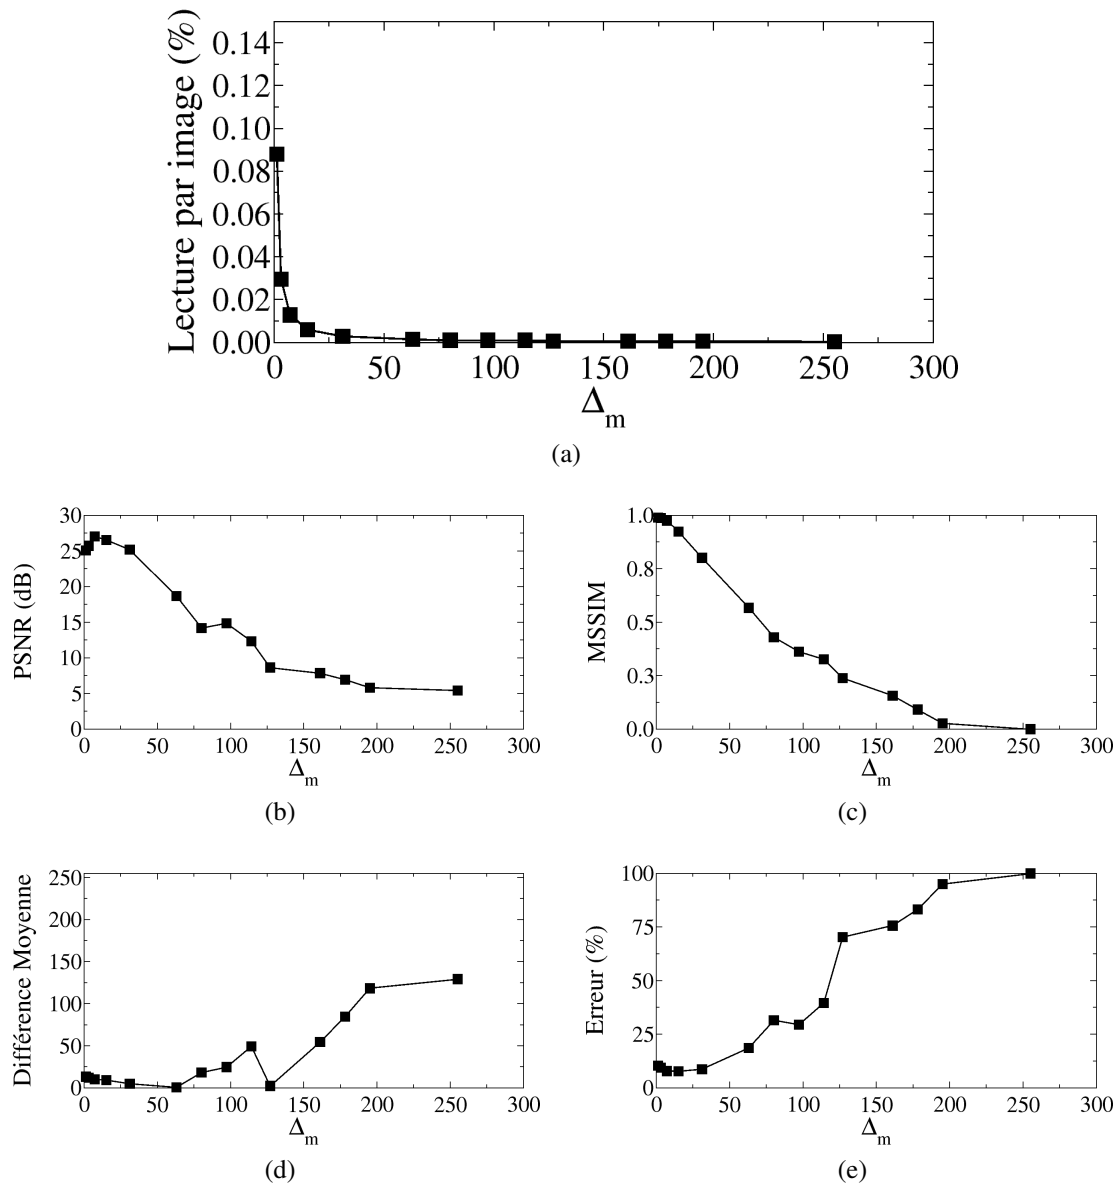 0.14
0.12
0.10
0.08
0.06
0.04
0.02
0.00
Lecture par image (%)
0 50 100 150 200 250 300
Δm
(a)
30
25
20
15
10
5
0
PSNR (dB)
0 50 100 150 200 250 300
Δm
(b)
1.0
0.8
0.5
0.3
0.0
MSSIM
0 50 100 150 200 250 300
Δm
(c)
250
200
150
100
50
0
Différence Moyenne
0 50 100 150 200 250 300
Δm
(d)
100
75
50
25
0
Erreur (%)
0 50 100 150 200 250 300
Δm
(e)